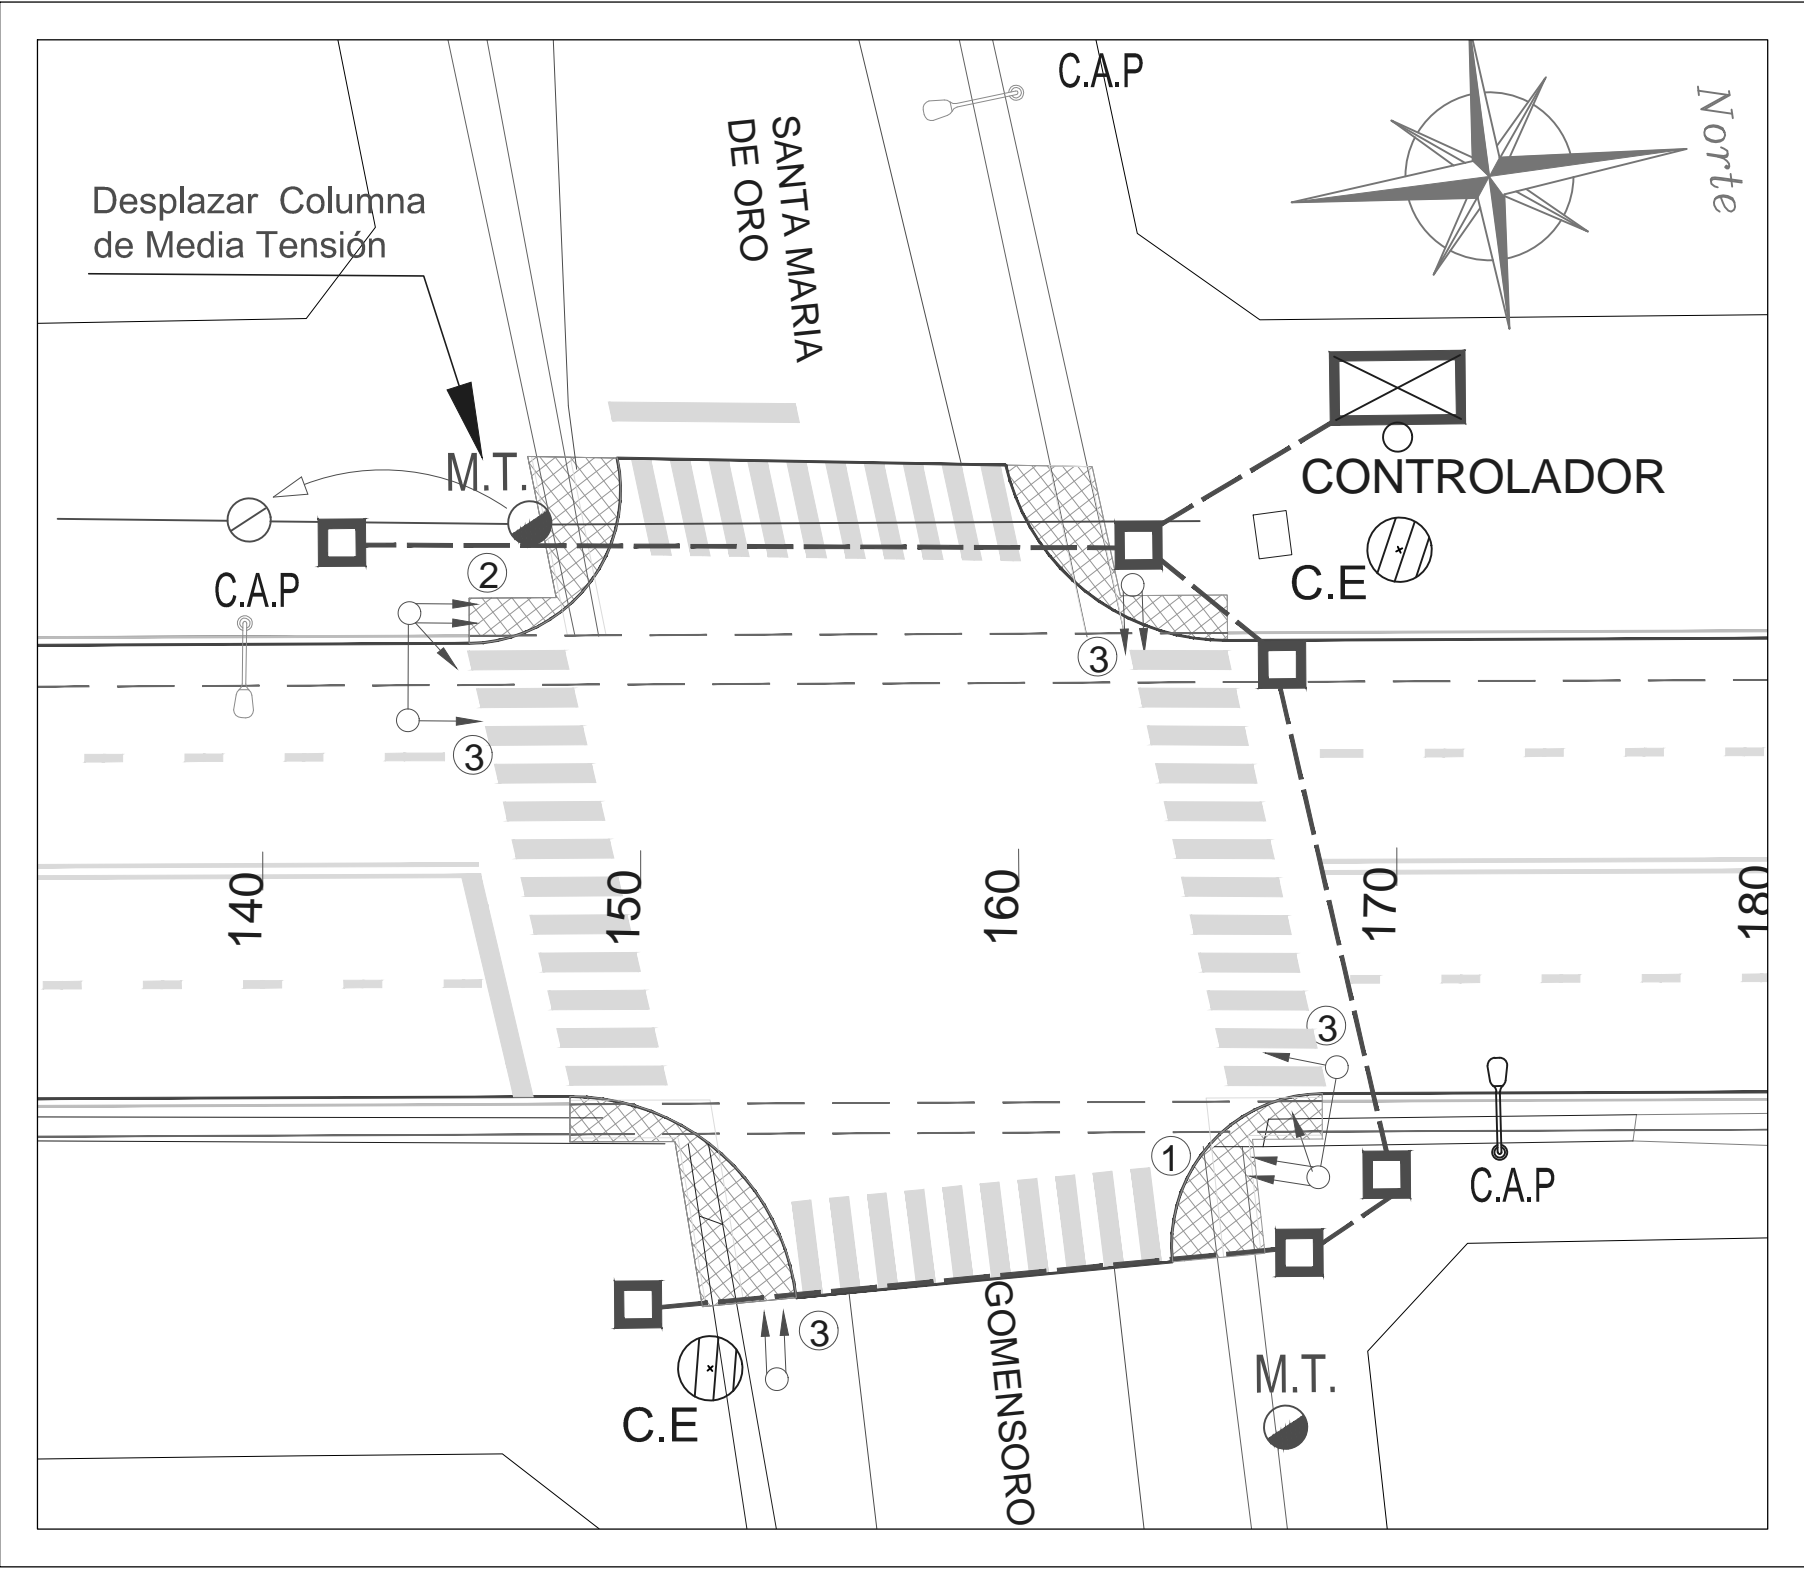 C.A.P
Norte
SANTA MARIA
DE ORO
Desplazar Columna
de Media Tensión
M.T.
CONTROLADOR
2
C.A.P
C.E
3
3
140
150
160
170
180
3
1
C.A.P
3
GOMENSORO
M.T.
C.E